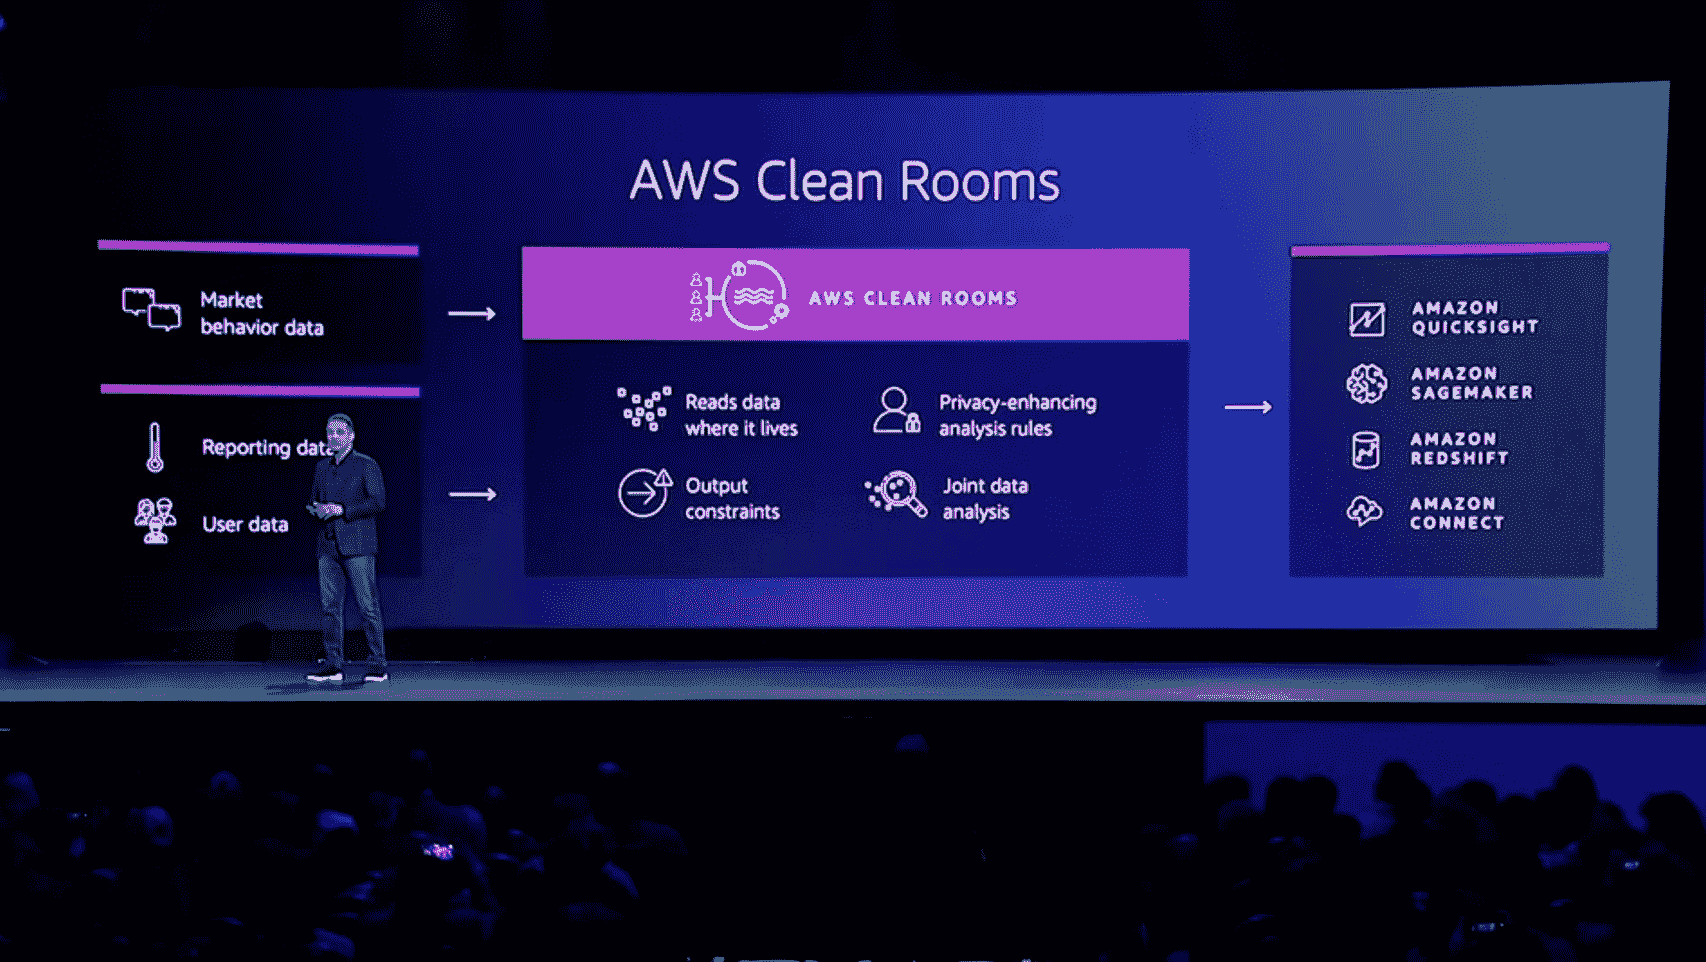 AWS Clean Rooms
Market
behavior data
Reporting data
User data
AWS CLEAN ROOMS
Reads data
where it lives
Privacy-enhancing
analysis rules
Output
constraints
Joint data
analysis
AMAZON
QUICKSIGHT
AMAZON
SAGEMAKER
AMAZON
REDSHIFT
AMAZON
CONNECT